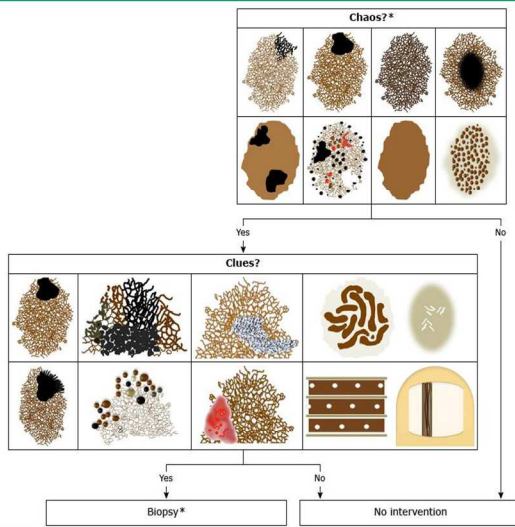 Chaos?*
Yes
No
Clues?
Yes
No
Biopsy*
No intervention